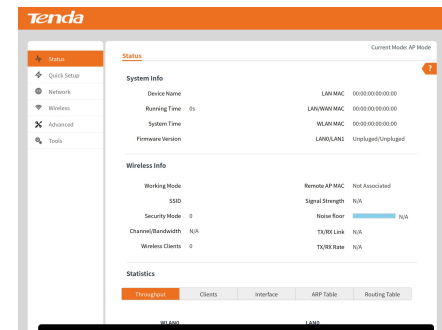 Tenda
Current Mode: AP Mode
Status
Quick Setup
Network
Wireless
Advanced
Tools
Status
?
System Info
Device Name
LAN MAC 00:00:00:00:00:00
Running Time 0s
LAN/WAN MAC 00:00:00:00:00:00
System Time
WLAN MAC 00:00:00:00:00:00
Firmware Version
LAN0/LAN1 Unpluged/Unpluged
Wireless Info
Working Mode
Remote AP MAC Not Associated
SSID
Signal Strength N/A
Security Mode 0
Noise floor N/A
Channel/Bandwidth N/A
TX/RX Link N/A
Wireless Clients 0
TX/RX Rate N/A
Statistics
Throughput Clients Interface ARP Table Routing Table
WLAN0 LAN0